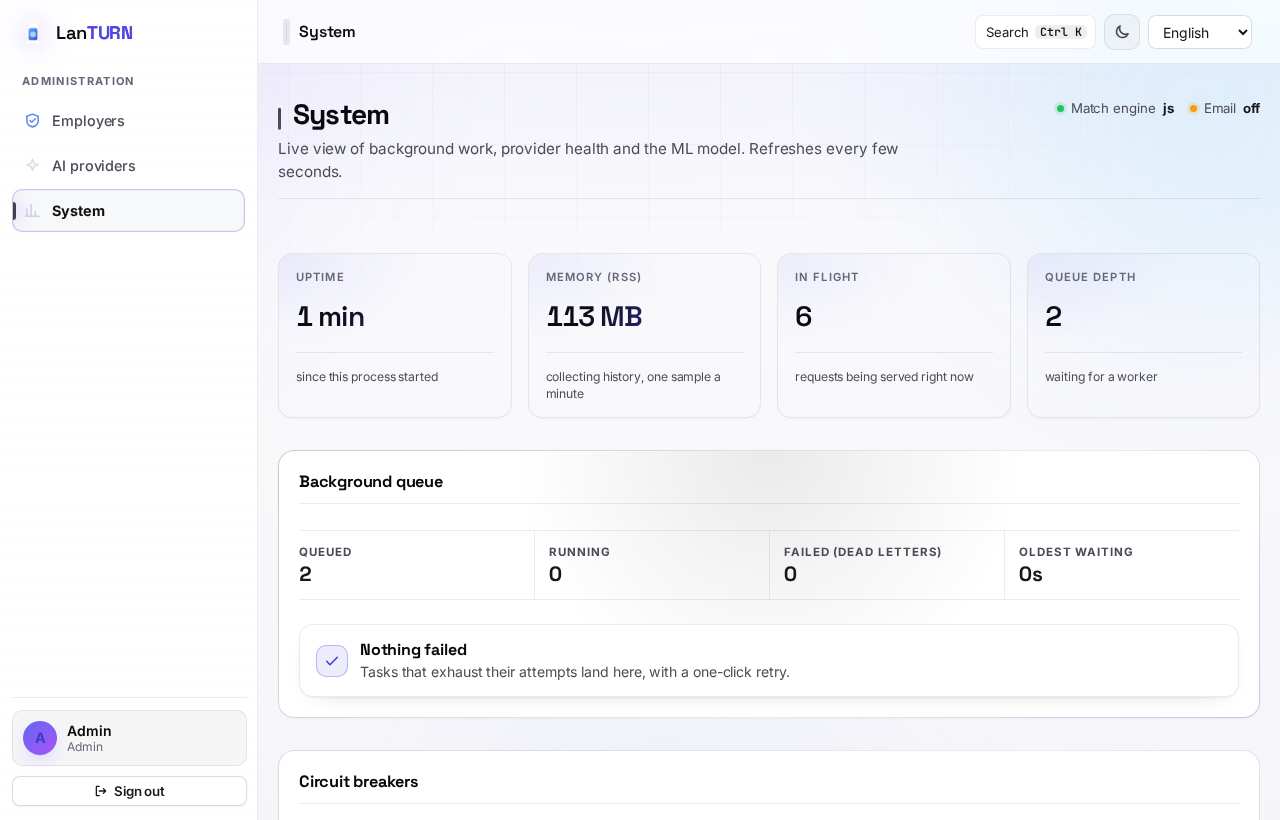 LanTURN
ADMINISTRATION
Employers
AI providers
System
A
Admin
Admin
Sign out
System
Search Ctrl K
English
System
Live view of background work, provider health and the ML model. Refreshes every few
seconds.
Match engine js
Email off
UPTIME
1 min
since this process started
MEMORY (RSS)
113 MB
collecting history, one sample a
minute
IN FLIGHT
6
requests being served right now
QUEUE DEPTH
2
waiting for a worker
Background queue
QUEUED
2
RUNNING
0
FAILED (DEAD LETTERS)
0
OLDEST WAITING
0s
Nothing failed
Tasks that exhaust their attempts land here, with a one-click retry.
Circuit breakers